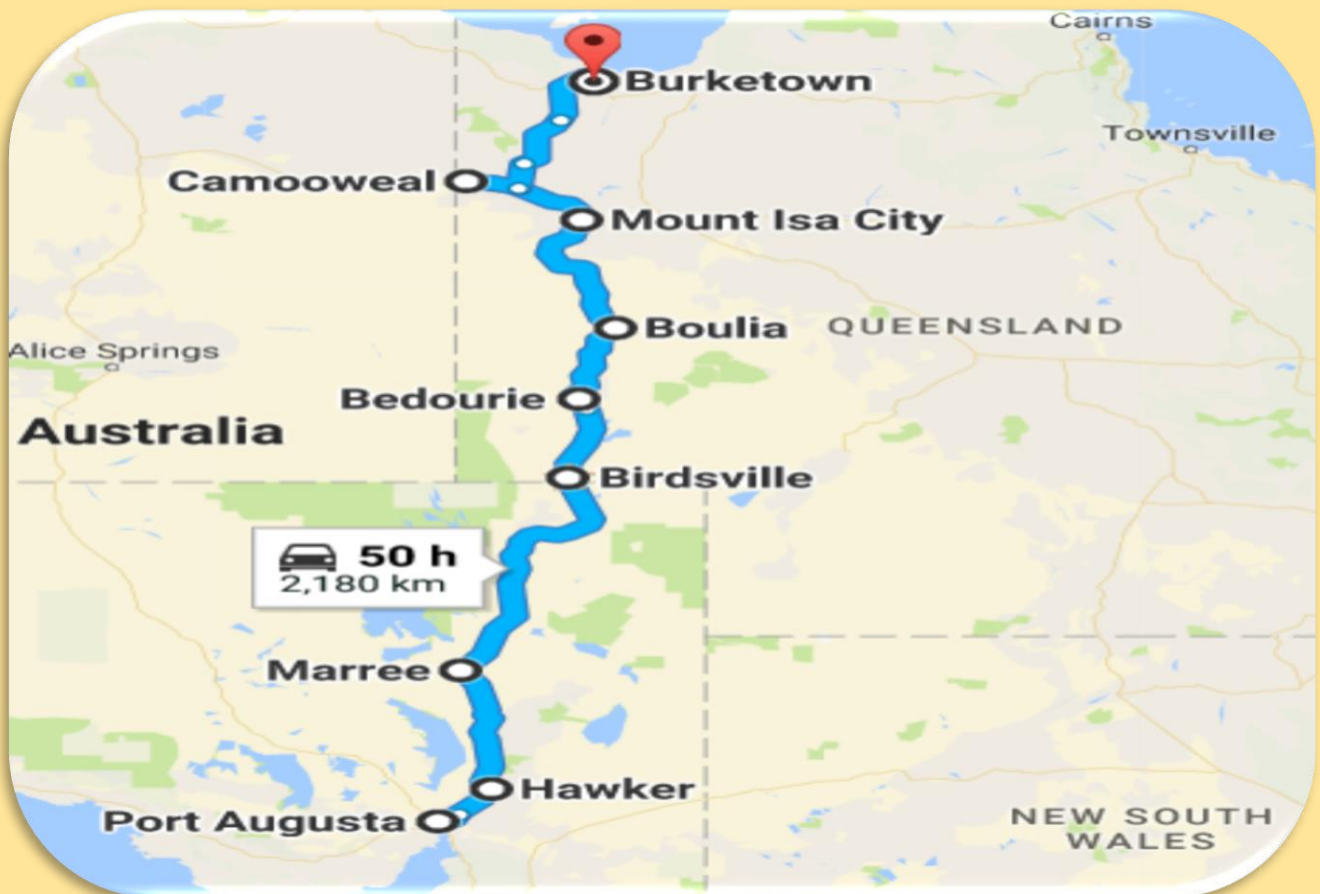 Cairns
Burketown
Townsville
Camooweal
Mount Isa City
Boulia
QUEENSLAND
Alice Springs
Bedourie
Australia
Birdsville
50 h
2,180 km
Marree
Hawker
Port Augusta
NEW SOUTH
WALES